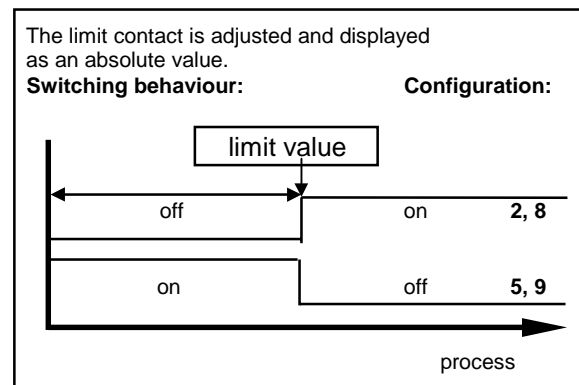 The limit contact is adjusted and displayed
as an absolute value.
Switching behaviour: Configuration:
limit value
off on 2, 8
on off 5, 9
process